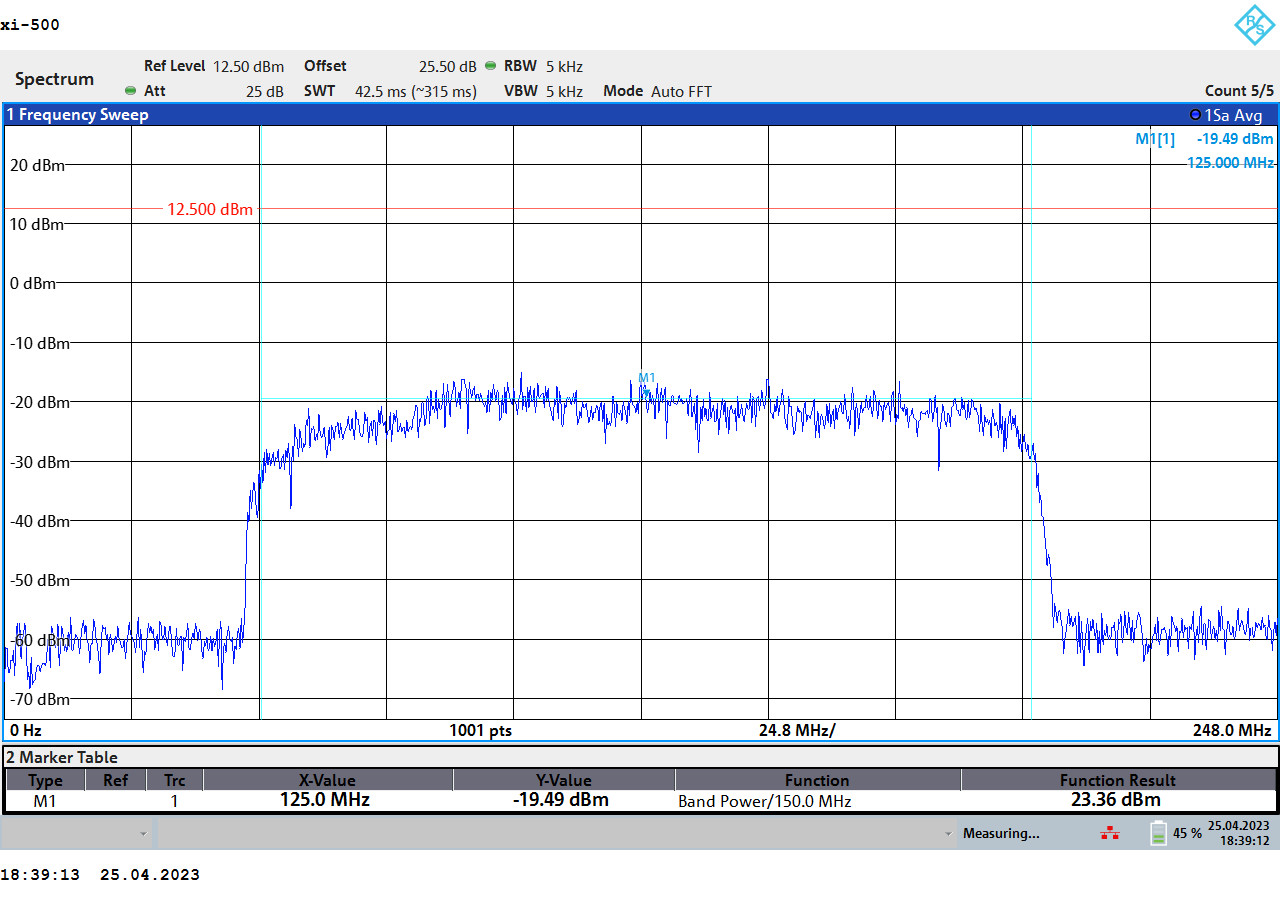 xi-500
R S
Spectrum
Ref Level 12.50 dBm Offset 25.50 dB RBW 5 kHz
Att 25 dB SWT 42.5 ms (~315 ms) VBW 5 kHz Mode Auto FFT Count 5/5
1 Frequency Sweep 1Sa Avg
M1[1] -19.49 dBm
125.000 MHz
20 dBm
12.500 dBm
10 dBm
0 dBm
-10 dBm
M1
-20 dBm
-30 dBm
-40 dBm
-50 dBm
-60 dBm
-70 dBm
0 Hz 1001 pts 24.8 MHz/ 248.0 MHz
2 Marker Table
Type Ref Trc X-Value Y-Value Function Function Result
M1 1 125.0 MHz -19.49 dBm Band Power/150.0 MHz 23.36 dBm
Measuring... 45 % 25.04.2023
18:39:12
18:39:13 25.04.2023